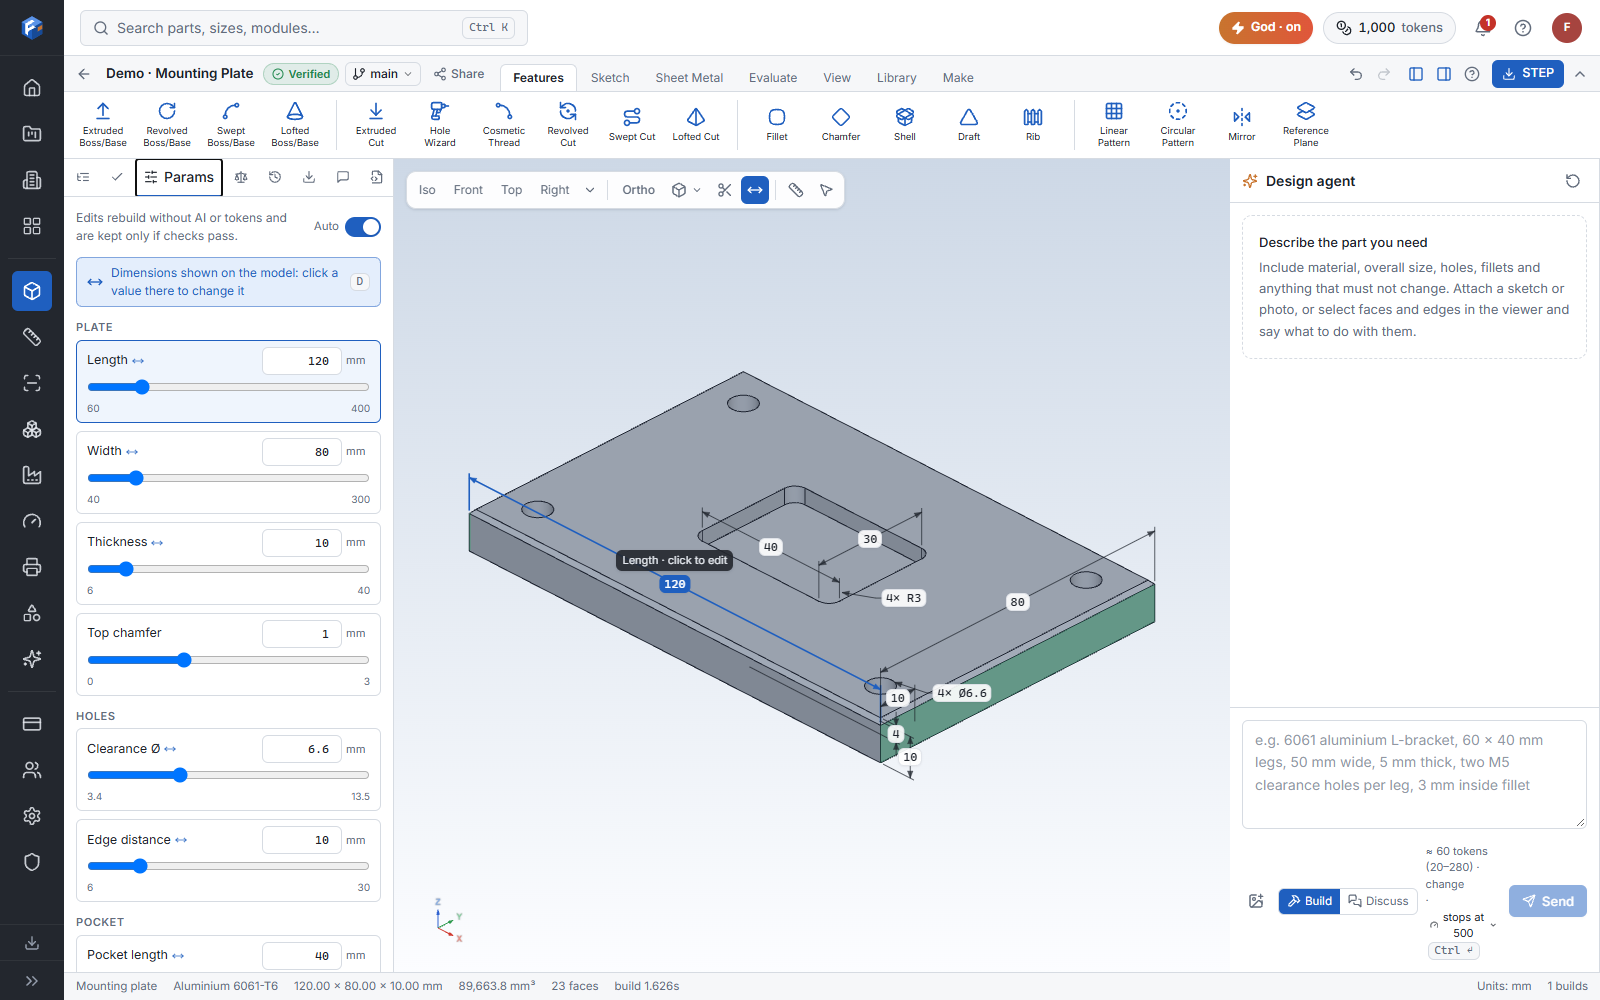 Search parts, sizes, modules...
Ctrl K
God · on
1,000 tokens
1
F
Demo · Mounting Plate
Verified
main
Share
Features
Sketch
Sheet Metal
Evaluate
View
Library
Make
STEP
Extruded Boss/Base
Revolved Boss/Base
Swept Boss/Base
Lofted Boss/Base
Extruded Cut
Hole Wizard
Cosmetic Thread
Revolved Cut
Swept Cut
Lofted Cut
Fillet
Chamfer
Shell
Draft
Rib
Linear Pattern
Circular Pattern
Mirror
Reference Plane
Params
Edits rebuild without AI or tokens and
are kept only if checks pass.
Auto
Dimensions shown on the model: click a
value there to change it
D
PLATE
Length
120 mm
60 400
Width
80 mm
40 300
Thickness
10 mm
6 40
Top chamfer
1 mm
0 3
HOLES
Clearance Ø
6.6 mm
3.4 13.5
Edge distance
10 mm
6 30
POCKET
Pocket length
40 mm
Iso
Front
Top
Right
Ortho
40
30
Length · click to edit
120
4× R3
80
10
4× Ø6.6
4
10
Z
Y
X
Design agent
Describe the part you need
Include material, overall size, holes, fillets and
anything that must not change. Attach a sketch or
photo, or select faces and edges in the viewer and
say what to do with them.
e.g. 6061 aluminium L-bracket, 60 × 40 mm
legs, 50 mm wide, 5 mm thick, two M5
clearance holes per leg, 3 mm inside fillet
Build
Discuss
≈ 60 tokens
(20–280) ·
change
·
stops at
500
Ctrl ↵
Send
Mounting plate
Aluminium 6061-T6
120.00 × 80.00 × 10.00 mm
89,663.8 mm³
23 faces
build 1.626s
Units: mm
1 builds